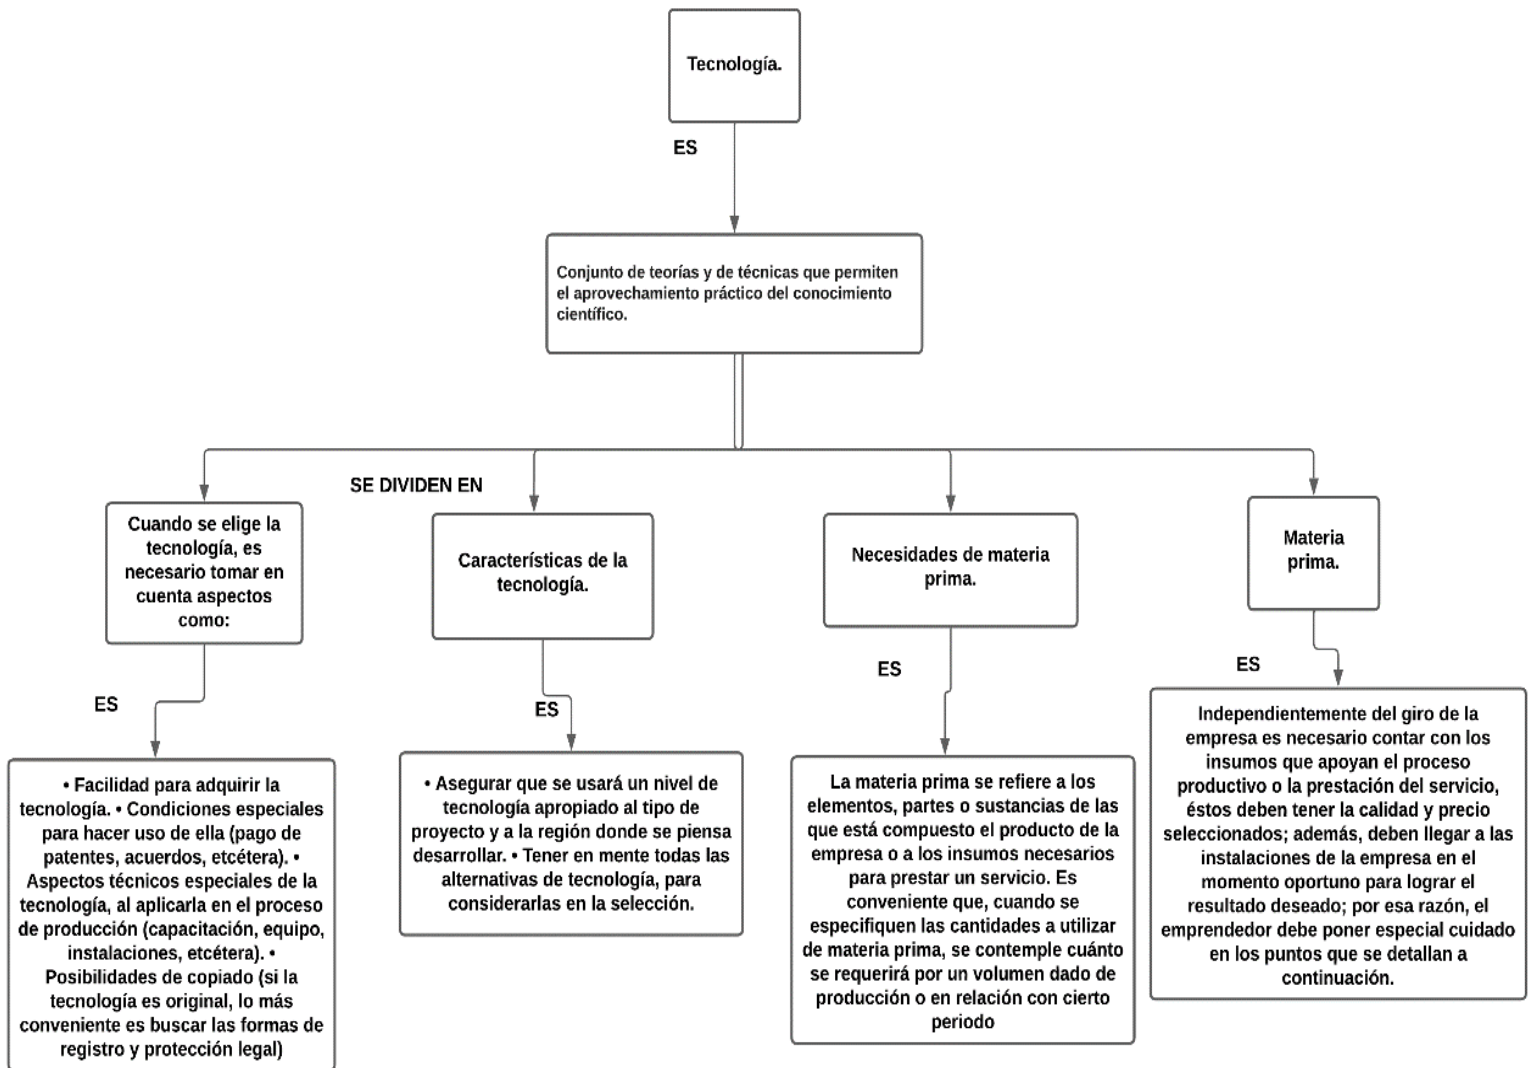 Tecnología.
ES
Conjunto de teorías y de técnicas que permiten
el aprovechamiento práctico del conocimiento
científico.
SE DIVIDEN EN
Cuando se elige la
tecnología, es
necesario tomar en
cuenta aspectos
como:
ES
• Facilidad para adquirir la
tecnología. • Condiciones especiales
para hacer uso de ella (pago de
patentes, acuerdos, etcétera). •
Aspectos técnicos especiales de la
tecnología, al aplicarla en el proceso
de producción (capacitación, equipo,
instalaciones, etcétera). •
Posibilidades de copiado (si la
tecnología es original, lo más
conveniente es buscar las formas de
registro y protección legal)
Características de la
tecnología.
ES
• Asegurar que se usará un nivel de
tecnología apropiado al tipo de
proyecto y a la región donde se piensa
desarrollar. • Tener en mente todas las
alternativas de tecnología, para
considerarlas en la selección.
Necesidades de materia
prima.
ES
La materia prima se refiere a los
elementos, partes o sustancias de las
que está compuesto el producto de la
empresa o a los insumos necesarios
para prestar un servicio. Es
conveniente que, cuando se
especifiquen las cantidades a utilizar
de materia prima, se contemple cuánto
se requerirá por un volumen dado de
producción o en relación con cierto
periodo
Materia
prima.
ES
Independientemente del giro de la
empresa es necesario contar con los
insumos que apoyan el proceso
productivo o la prestación del servicio,
éstos deben tener la calidad y precio
seleccionados; además, deben llegar a las
instalaciones de la empresa en el
momento oportuno para lograr el
resultado deseado; por esa razón, el
emprendedor debe poner especial cuidado
en los puntos que se detallan a
continuación.